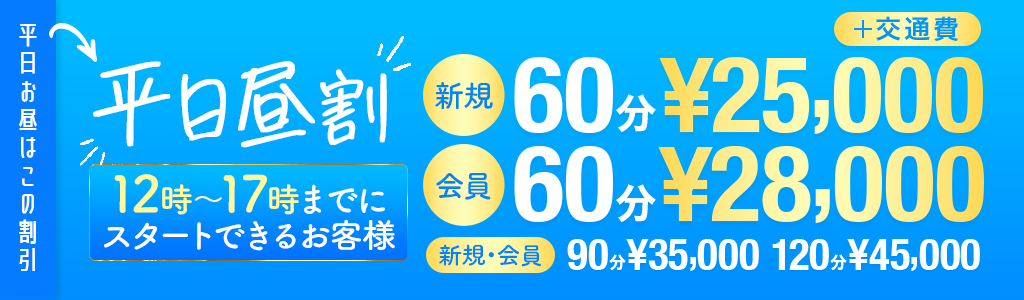 平日お昼はこの割引
平日昼割
12時〜17時までに
スタートできるお客様
+交通費
新規 60分 ¥25,000
会員 60分 ¥28,000
新規・会員 90分¥35,000 120分¥45,000